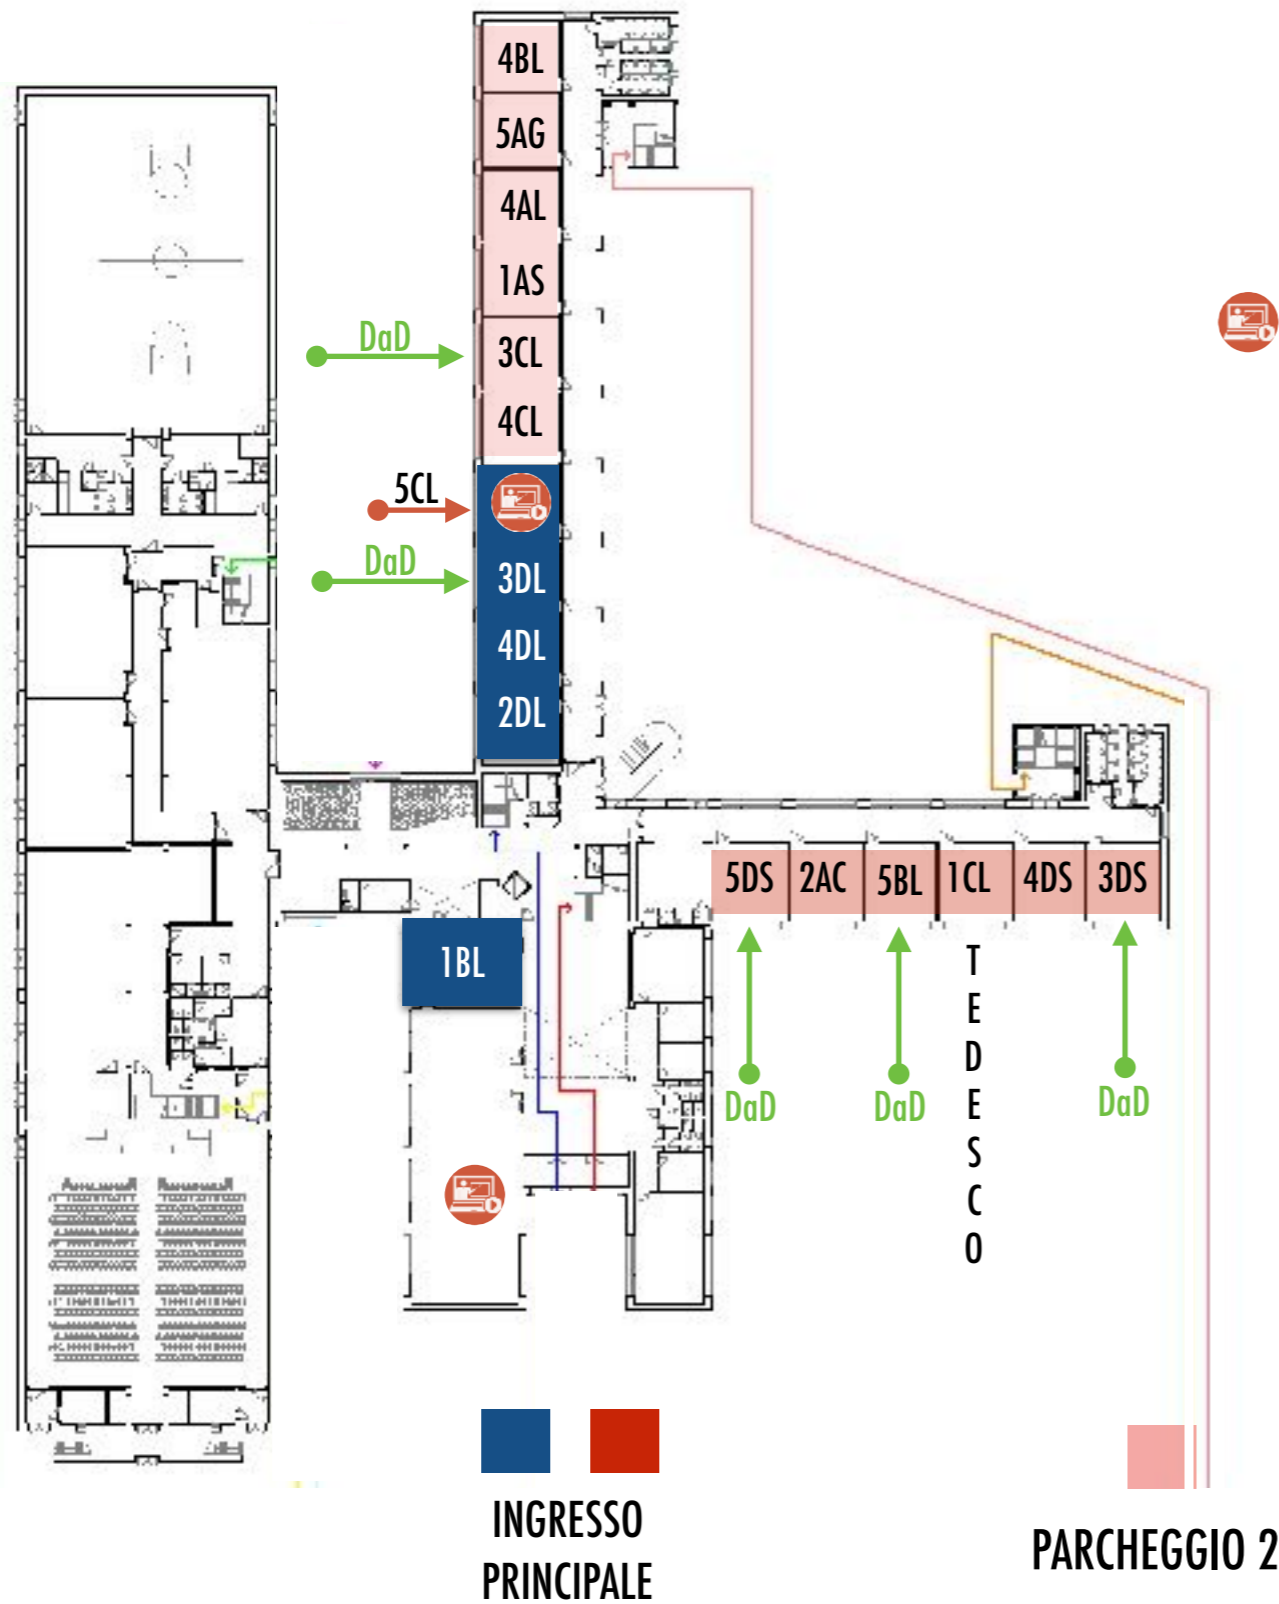 4BL
5AG
4AL
1AS
DaD
3CL
4CL
5CL
DaD
3DL
4DL
2DL
5DS
2AC
5BL
1CL
4DS
3DS
1BL
TEDESCO
DaD
DaD
DaD
INGRESSO
PRINCIPALE
PARCHEGGIO 2